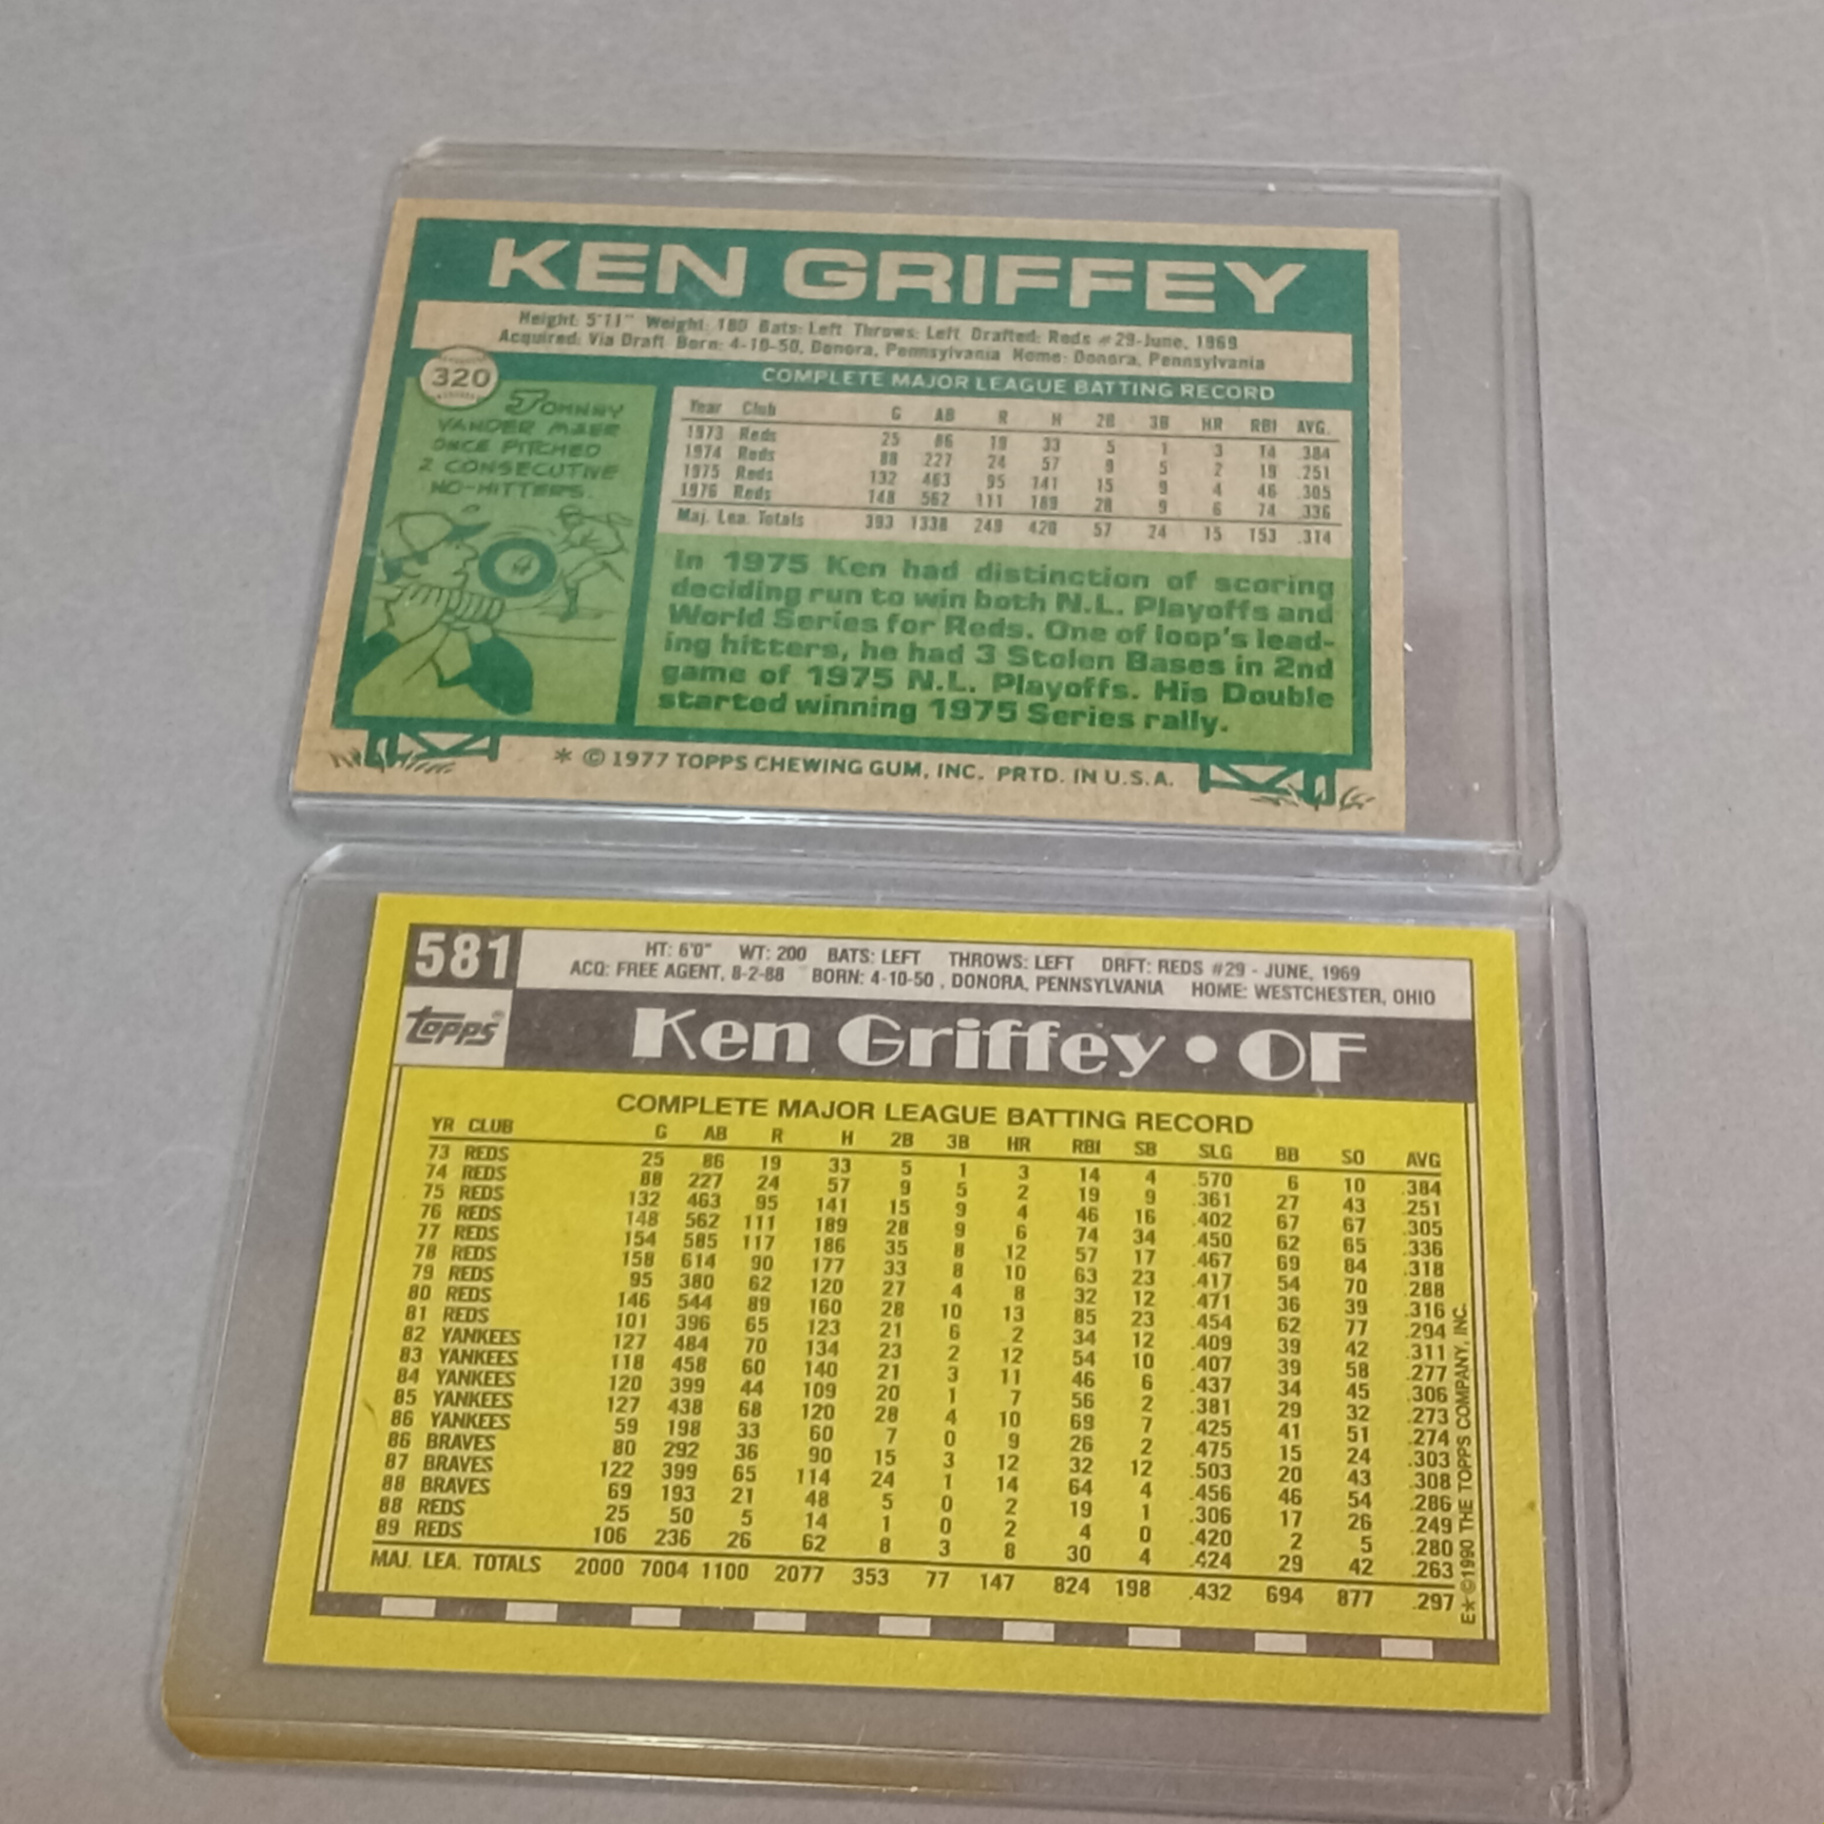 KEN GRIFFEY
Height: 5'11" Weight: 180 Bats: Left Throws: Left Drafted: Reds #29-June, 1969
Acquired: Via Draft Born: 4-10-50, Donora, Pennsylvania Home: Donora, Pennsylvania
320
JOHNNY
VANDER MEER
ONCE PITCHED
2 CONSECUTIVE
NO-HITTERS.
COMPLETE MAJOR LEAGUE BATTING RECORD
Year Club G AB R H 2B 3B HR RBI AVG.
1973 Reds 25 86 19 33 5 1 3 14 .384
1974 Reds 88 227 24 57 9 5 2 19 .251
1975 Reds 132 463 95 141 15 9 4 46 .305
1976 Reds 148 562 111 189 28 9 6 74 .336
Maj. Lea. Totals 393 1338 249 420 57 24 15 153 .314
In 1975 Ken had distinction of scoring
deciding run to win both N.L. Playoffs and
World Series for Reds. One of loop's lead-
ing hitters, he had 3 Stolen Bases in 2nd
game of 1975 N.L. Playoffs. His Double
started winning 1975 Series rally.
* © 1977 TOPPS CHEWING GUM, INC. PRTD. IN U.S.A.
581
HT: 6'0" WT: 200 BATS: LEFT THROWS: LEFT DRFT: REDS #29 - JUNE, 1969
ACQ: FREE AGENT, 8-2-88 BORN: 4-10-50 , DONORA, PENNSYLVANIA HOME: WESTCHESTER, OHIO
topps®
Ken Griffey • OF
COMPLETE MAJOR LEAGUE BATTING RECORD
YR CLUB G AB R H 2B 3B HR RBI SB SLG BB SO AVG
73 REDS 25 86 19 33 5 1 3 14 4 .570 6 10 .384
74 REDS 88 227 24 57 9 5 2 19 9 .361 27 43 .251
75 REDS 132 463 95 141 15 9 4 46 16 .402 67 67 .305
76 REDS 148 562 111 189 28 9 6 74 34 .450 62 65 .336
77 REDS 154 585 117 186 35 8 12 57 17 .467 69 84 .318
78 REDS 158 614 90 177 33 8 10 63 23 .417 54 70 .288
79 REDS 95 380 62 120 27 4 8 32 12 .471 36 39 .316
80 REDS 146 544 89 160 28 10 13 85 23 .454 62 77 .294
81 REDS 101 396 65 123 21 6 2 34 12 .409 39 42 .311
82 YANKEES 127 484 70 134 23 2 12 54 10 .407 39 58 .277
83 YANKEES 118 458 60 140 21 3 11 46 6 .437 34 45 .306
84 YANKEES 120 399 44 109 20 1 7 56 2 .381 29 32 .273
85 YANKEES 127 438 68 120 28 4 10 69 7 .425 41 51 .274
86 YANKEES 59 198 33 60 7 0 9 26 2 .475 15 24 .303
86 BRAVES 80 292 36 90 15 3 12 32 12 .503 20 43 .308
87 BRAVES 122 399 65 114 24 1 14 64 4 .456 46 54 .286
88 BRAVES 69 193 21 48 5 0 2 19 1 .306 17 26 .249
88 REDS 25 50 5 14 1 0 2 4 0 .420 2 5 .280
89 REDS 106 236 26 62 8 3 8 30 4 .424 29 42 .263
MAJ. LEA. TOTALS 2000 7004 1100 2077 353 77 147 824 198 .432 694 877 .297
E*©1990 THE TOPPS COMPANY, INC.